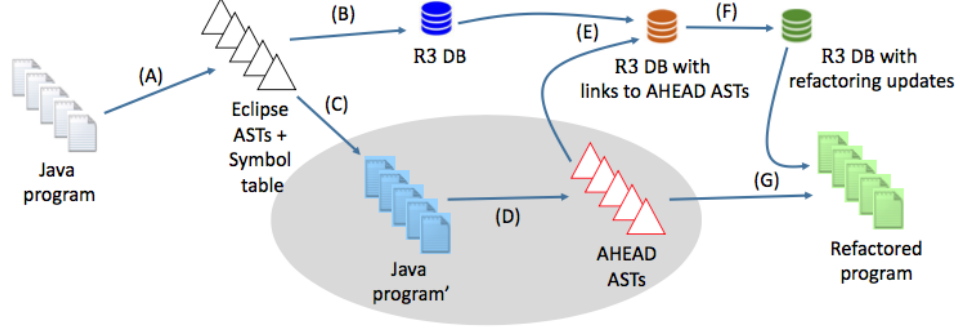 (A)
(B)
(C)
(D)
(E)
(F)
(G)
Java
program
Eclipse
ASTs +
Symbol
table
R3 DB
R3 DB with
links to AHEAD ASTs
R3 DB with
refactoring updates
Java
program’
AHEAD
ASTs
Refactored
program